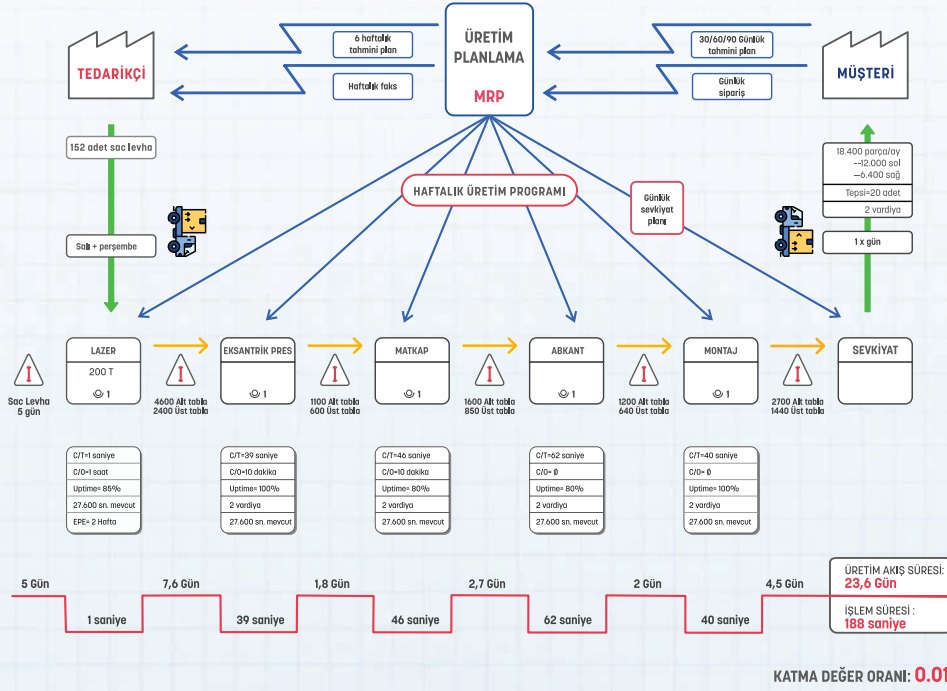 TEDARİKÇİ
6 haftalık
tahmini plan
Haftalık faks
ÜRETİM
PLANLAMA
MRP
30/60/90 Günlük
tahmini plan
Günlük
sipariş
MÜŞTERİ
152 adet sac levha
Salı + perşembe
HAFTALIK ÜRETİM PROGRAMI
Günlük
sevkiyat
planı
18.400 parça/ay
--12.000 sol
—6.400 sağ
Tepsi=20 adet
2 vardiya
1 x gün
I
Sac Levha
5 gün
LAZER
200 T
1
I
4600 Alt tabla
2400 Üst tabla
EKSANTRİK PRES
1
I
1100 Alt tabla
600 Üst tabla
MATKAP
1
I
1600 Alt tabla
850 Üst tabla
ABKANT
1
I
1200 Alt tabla
640 Üst tabla
MONTAJ
1
I
2700 Alt tabla
1440 Üst tabla
SEVKİYAT
C/T=1 saniye
C/O=1 saat
Uptime= 85%
27.600 sn. mevcut
EPE= 2 Hafta
C/T=39 saniye
C/O=10 dakika
Uptime= 100%
2 vardiya
27.600 sn. mevcut
C/T=46 saniye
C/O=10 dakika
Uptime= 80%
2 vardiya
27.600 sn. mevcut
C/T=62 saniye
C/O= Ø
Uptime= 80%
2 vardiya
27.600 sn. mevcut
C/T=40 saniye
C/O= Ø
Uptime= 100%
2 vardiya
27.600 sn. mevcut
5 Gün
1 saniye
7,6 Gün
39 saniye
1,8 Gün
46 saniye
2,7 Gün
62 saniye
2 Gün
40 saniye
4,5 Gün
ÜRETİM AKIŞ SÜRESİ:
23,6 Gün
İŞLEM SÜRESİ :
188 saniye
KATMA DEĞER ORANI: 0.01